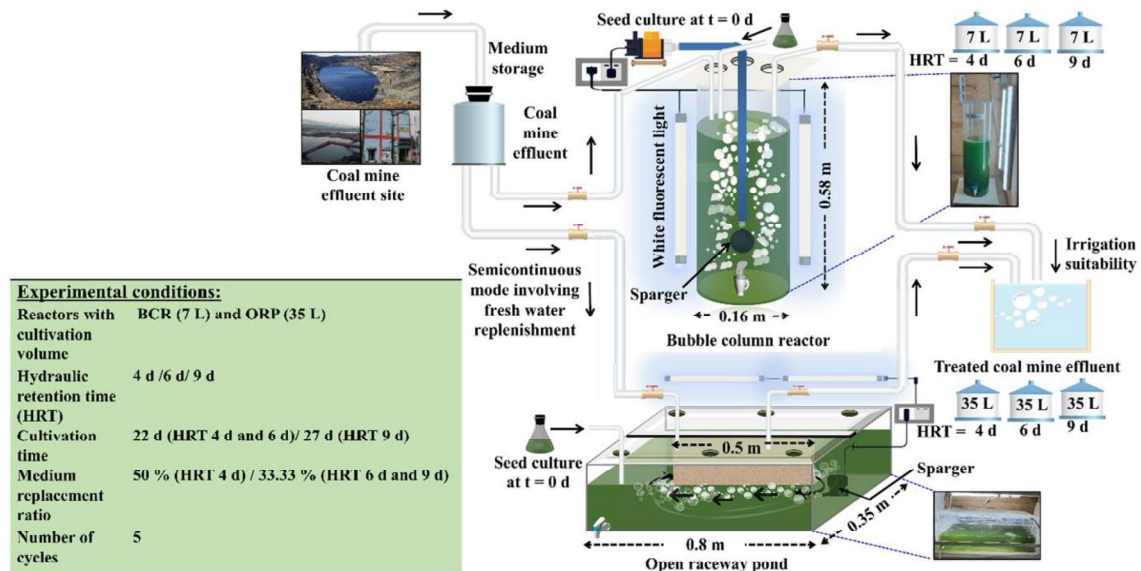 Seed culture at t = 0 d
Medium
storage
Coal
mine
effluent
Coal mine
effluent site
7 L
7 L
7 L
HRT = 4 d 6 d 9 d
White fluorescent light
0.58 m
Sparger
0.16 m
Bubble column reactor
Semicontinuous
mode involving
fresh water
replenishment
Irrigation
suitability
Treated coal mine effluent
35 L
35 L
35 L
HRT = 4 d 6 d 9 d
Seed culture
at t = 0 d
0.5 m
Sparger
0.35 m
0.8 m
Open raceway pond
Experimental conditions:
Reactors with BCR (7 L) and ORP (35 L)
cultivation
volume
Hydraulic 4 d /6 d/ 9 d
retention time
(HRT)
Cultivation 22 d (HRT 4 d and 6 d)/ 27 d (HRT 9 d)
time
Medium 50 % (HRT 4 d) / 33.33 % (HRT 6 d and 9 d)
replacement
ratio
Number of 5
cycles